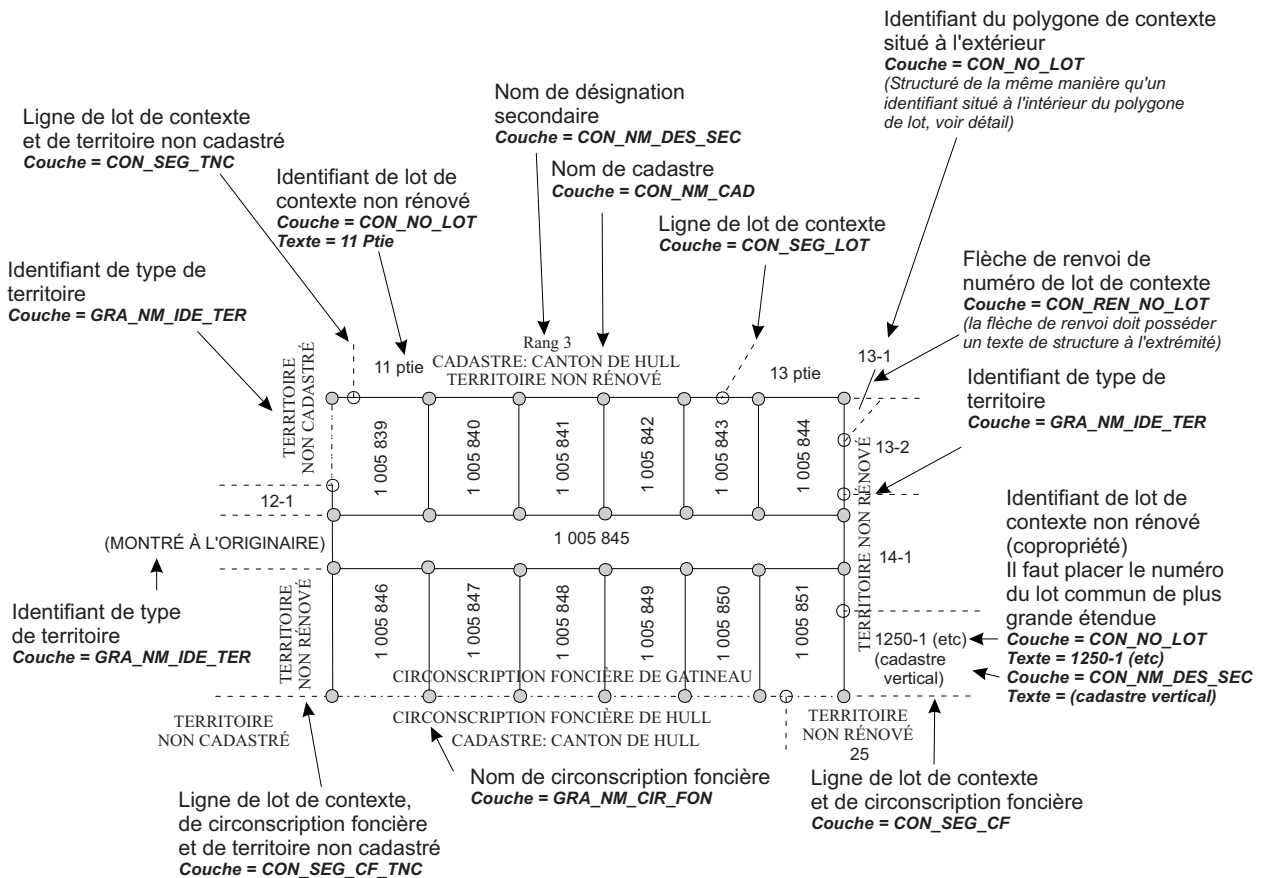 Identifiant du polygone de contexte
situé à l'extérieur
Couche = CON_NO_LOT
(Structuré de la même manière qu'un
identifiant situé à l'intérieur du polygone
de lot, voir détail)
Nom de désignation
secondaire
Couche = CON_NM_DES_SEC
Ligne de lot de contexte
et de territoire non cadastré
Couche = CON_SEG_TNC
Nom de cadastre
Couche = CON_NM_CAD
Identifiant de lot de
contexte non rénové
Couche = CON_NO_LOT
Texte = 11 Ptie
Ligne de lot de contexte
Couche = CON_SEG_LOT
Identifiant de type de
territoire
Couche = GRA_NM_IDE_TER
Flèche de renvoi de
numéro de lot de contexte
Couche = CON_REN_NO_LOT
(la flèche de renvoi doit posséder
un texte de structure à l'extrémité)
Rang 3
CADASTRE: CANTON DE HULL
TERRITOIRE NON RÉNOVÉ
11 ptie
13 ptie
13-1
Identifiant de type de
territoire
Couche = GRA_NM_IDE_TER
TERRITOIRE
NON CADASTRÉ
1 005 839
1 005 840
1 005 841
1 005 842
1 005 843
1 005 844
13-2
TERRITOIRE NON RÉNOVÉ
12-1
(MONTRÉ À L'ORIGINAIRE)
1 005 845
14-1
Identifiant de lot de
contexte non rénové
(copropriété)
Il faut placer le numéro
du lot commun de plus
grande étendue
Couche = CON_NO_LOT
Texte = 1250-1 (etc)
Couche = CON_NM_DES_SEC
Texte = (cadastre vertical)
Identifiant de type
de territoire
Couche = GRA_NM_IDE_TER
TERRITOIRE
NON RÉNOVÉ
1 005 846
1 005 847
1 005 848
1 005 849
1 005 850
1 005 851
1250-1 (etc)
(cadastre
vertical)
CIRCONSCRIPTION FONCIÈRE DE GATINEAU
TERRITOIRE
NON CADASTRÉ
CIRCONSCRIPTION FONCIÈRE DE HULL
CADASTRE: CANTON DE HULL
TERRITOIRE
NON RÉNOVÉ
25
Nom de circonscription foncière
Couche = GRA_NM_CIR_FON
Ligne de lot de contexte
et de circonscription foncière
Couche = CON_SEG_CF
Ligne de lot de contexte,
de circonscription foncière
et de territoire non cadastré
Couche = CON_SEG_CF_TNC